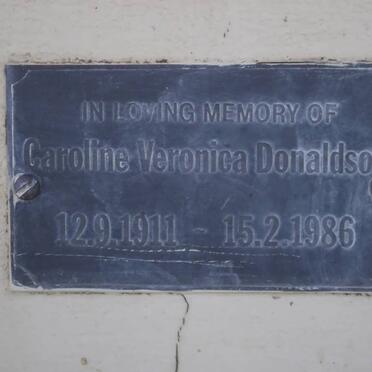 IN LOVING MEMORY OF
Caroline Veronica Donaldso
12.9.1911 - 15.2.1986